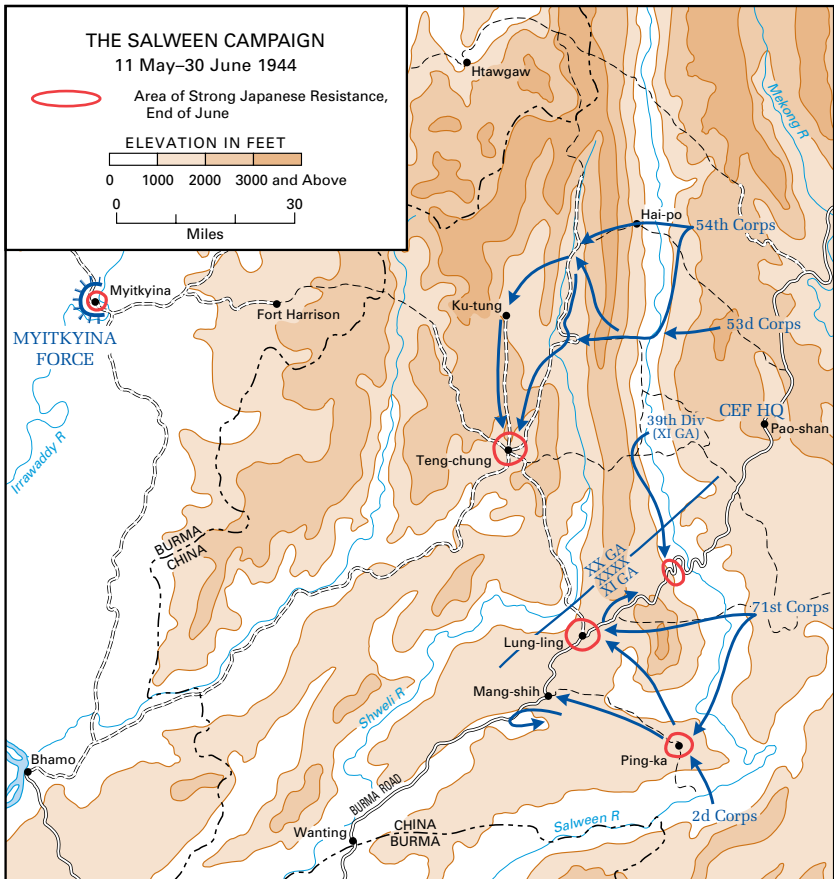 THE SALWEEN CAMPAIGN
11 May–30 June 1944
Area of Strong Japanese Resistance,
End of June
ELEVATION IN FEET
0 1000 2000 3000 and Above
0 30
Miles
Htawgaw
Mekong R
Hai-po
54th Corps
Myitkyina
Fort Harrison
Ku-tung
53d Corps
MYITKYINA
FORCE
39th Div
(XI GA)
CEF HQ
Pao-shan
Irrawaddy R
Teng-chung
BURMA
CHINA
XX GA
XXXX
XI GA
71st Corps
Lung-ling
Shweli R
Mang-shih
Ping-ka
Bhamo
BURMA ROAD
2d Corps
Wanting
CHINA
BURMA
Salween R